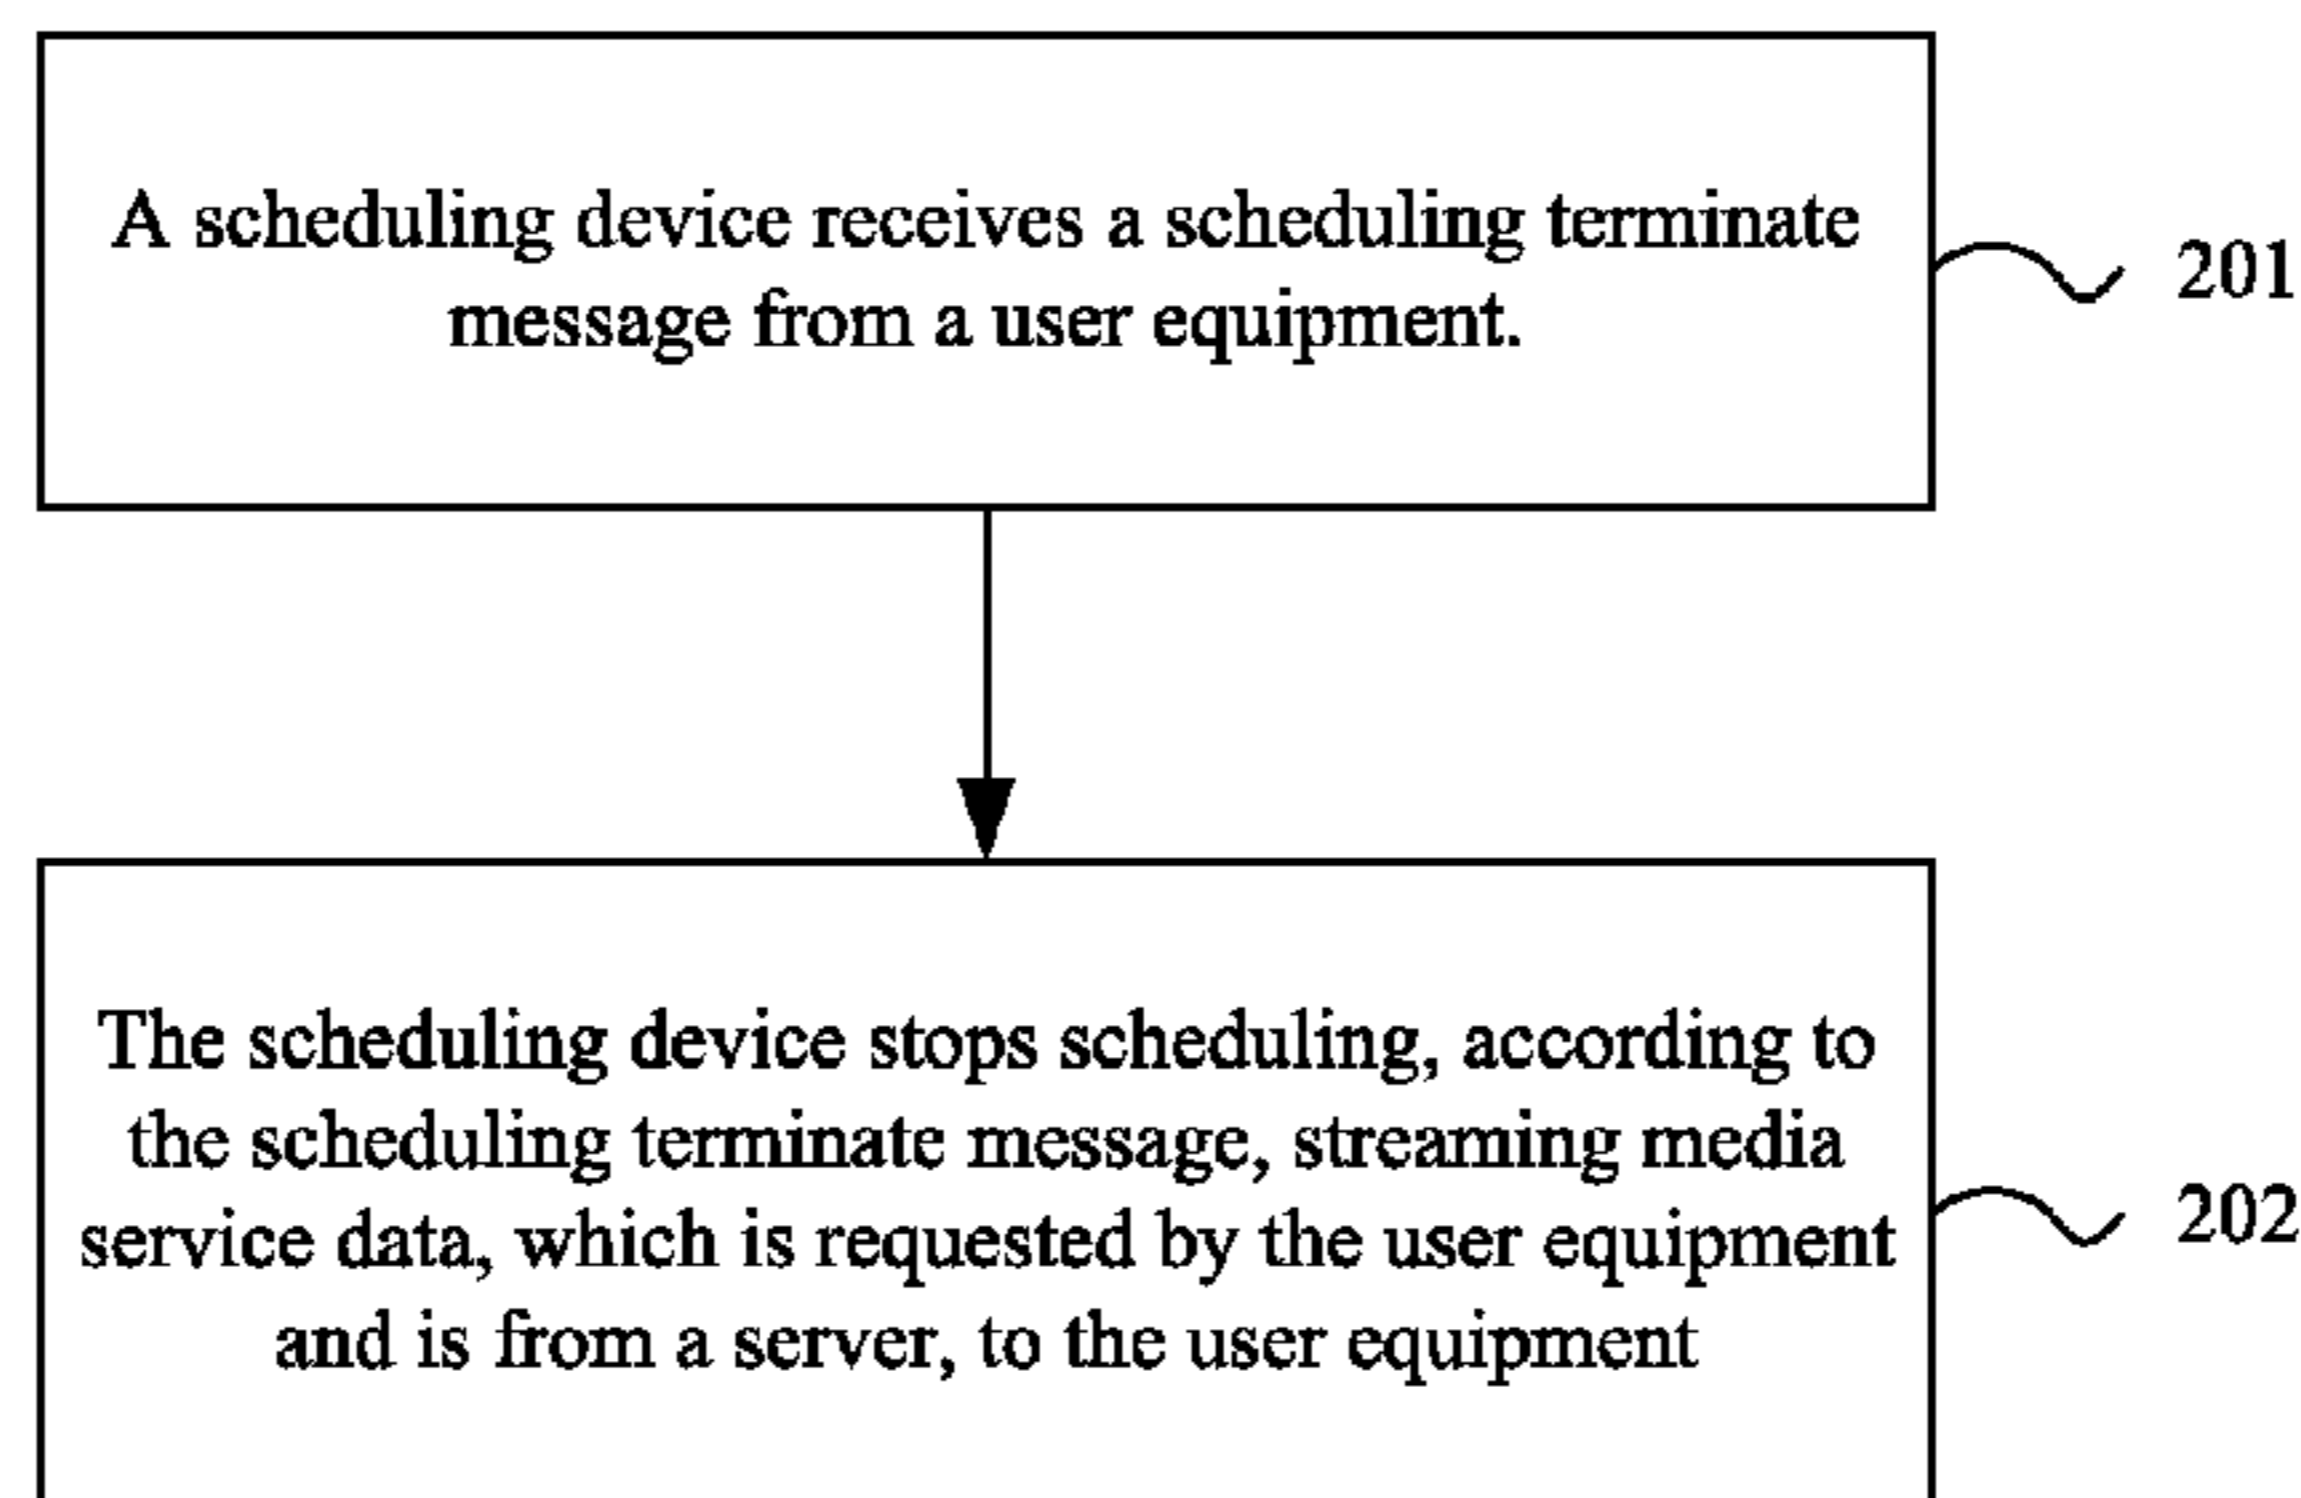 A scheduling device receives a scheduling terminate
message from a user equipment.
201
The scheduling device stops scheduling, according to
the scheduling terminate message, streaming media
service data, which is requested by the user equipment
and is from a server, to the user equipment
202